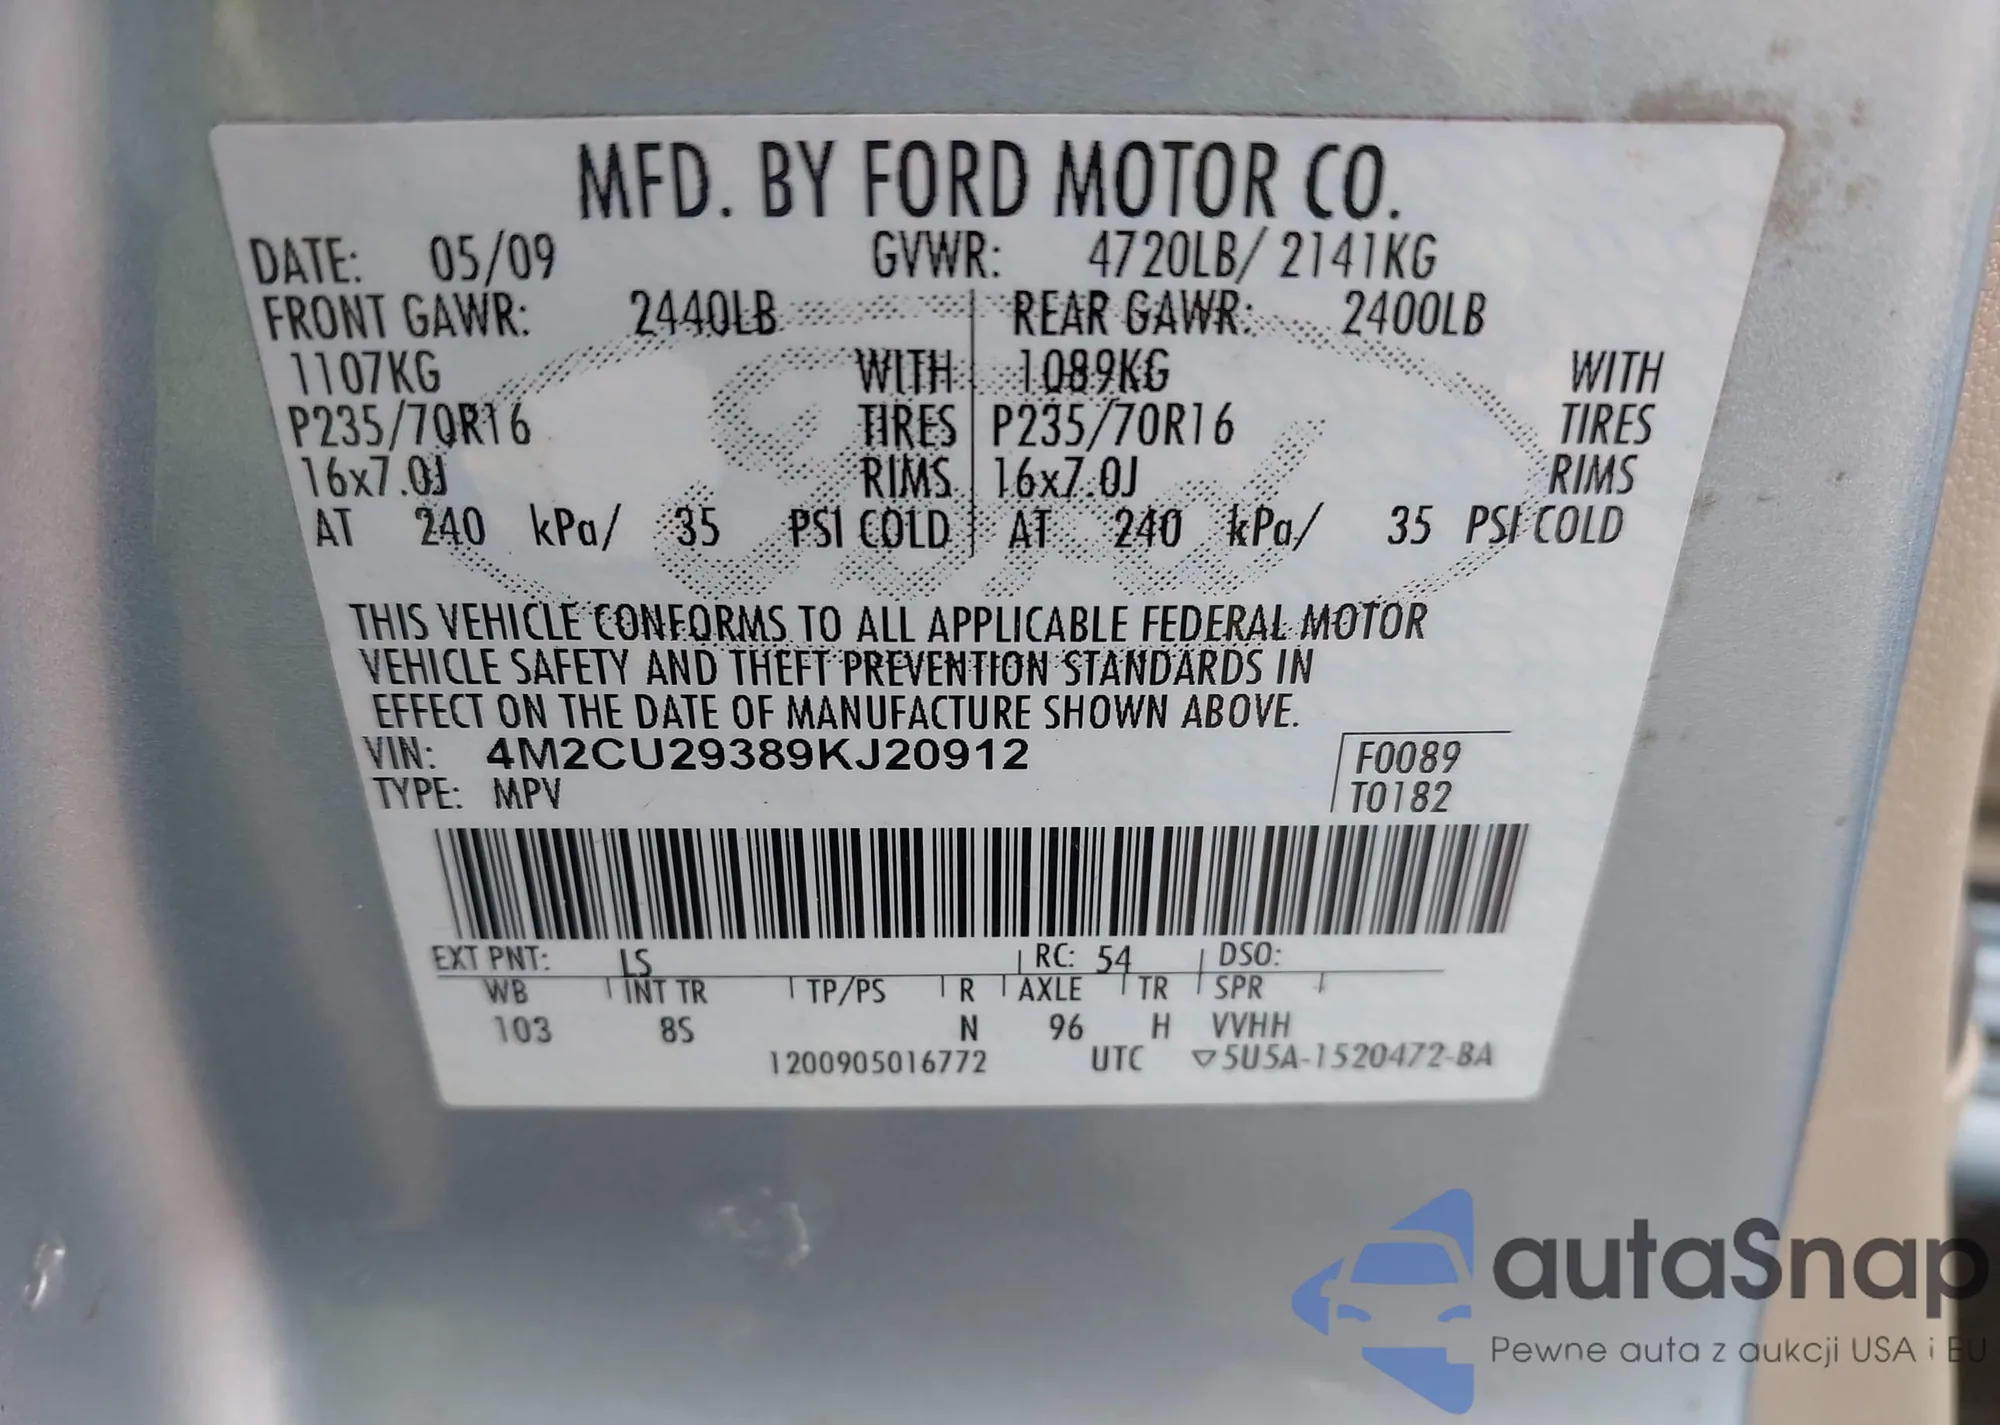 MFD. BY FORD MOTOR CO.
DATE: 05/09 GVWR: 4720LB/ 2141KG
FRONT GAWR: 2440LB REAR GAWR: 2400LB
1107KG WITH 1089KG WITH
P235/70R16 TIRES P235/70R16 TIRES
16x7.0J RIMS 16x7.0J RIMS
AT 240 kPa/ 35 PSI COLD AT 240 kPa/ 35 PSI COLD
THIS VEHICLE CONFORMS TO ALL APPLICABLE FEDERAL MOTOR
VEHICLE SAFETY AND THEFT PREVENTION STANDARDS IN
EFFECT ON THE DATE OF MANUFACTURE SHOWN ABOVE.
VIN: 4M2CU29389KJ20912 F0089
TYPE: MPV T0182
EXT PNT: LS RC: 54 DSO:
WB INT TR TP/PS R AXLE TR SPR
103 8S N 96 H VVHH
1200905016772 UTC ▽5U5A-1520472-BA
autaSnap
Pewne auta z aukcji USA i EU